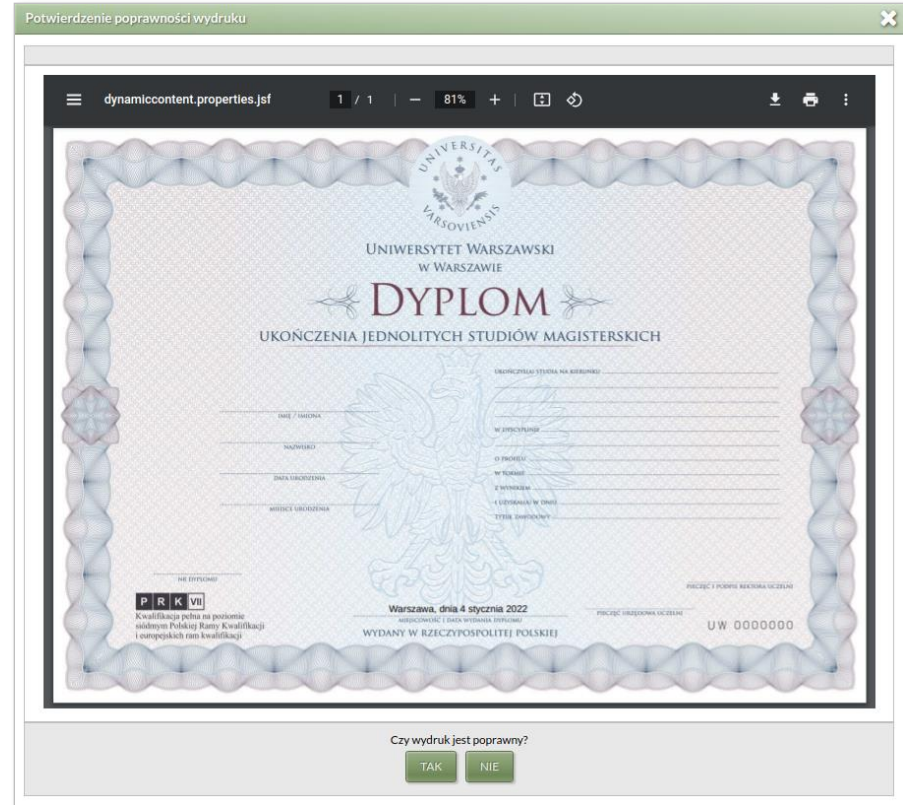 Potwierdzenie poprawności wydruku
dynamiccontent.properties.jsf 1 / 1 — 81% +
UNIVERSITAS VARSOVIENSIS
UNIWERSYTET WARSZAWSKI
W WARSZAWIE
DYPLOM
UKOŃCZENIA JEDNOLITYCH STUDIÓW MAGISTERSKICH
UKOŃCZYŁ(A) STUDIA NA KIERUNKU
IMIĘ / IMIONA
W DYSCYPLINIE
NAZWISKO
O PROFILU
W FORMIE
DATA URODZENIA
Z WYNIKIEM
I UZYSKAŁ(A) W DNIU
MIEJSCE URODZENIA
TYTUŁ ZAWODOWY
NR DYPLOMU
PIECZĘĆ I PODPIS REKTORA UCZELNI
P R K VII
Kwalifikacja pełna na poziomie
siódmym Polskiej Ramy Kwalifikacji
i europejskich ram kwalifikacji
Warszawa, dnia 4 stycznia 2022
MIEJSCOWOŚĆ I DATA WYDANIA DYPLOMU
PIECZĘĆ URZĘDOWA UCZELNI
UW 0000000
WYDANY W RZECZYPOSPOLITEJ POLSKIEJ
Czy wydruk jest poprawny?
TAK NIE